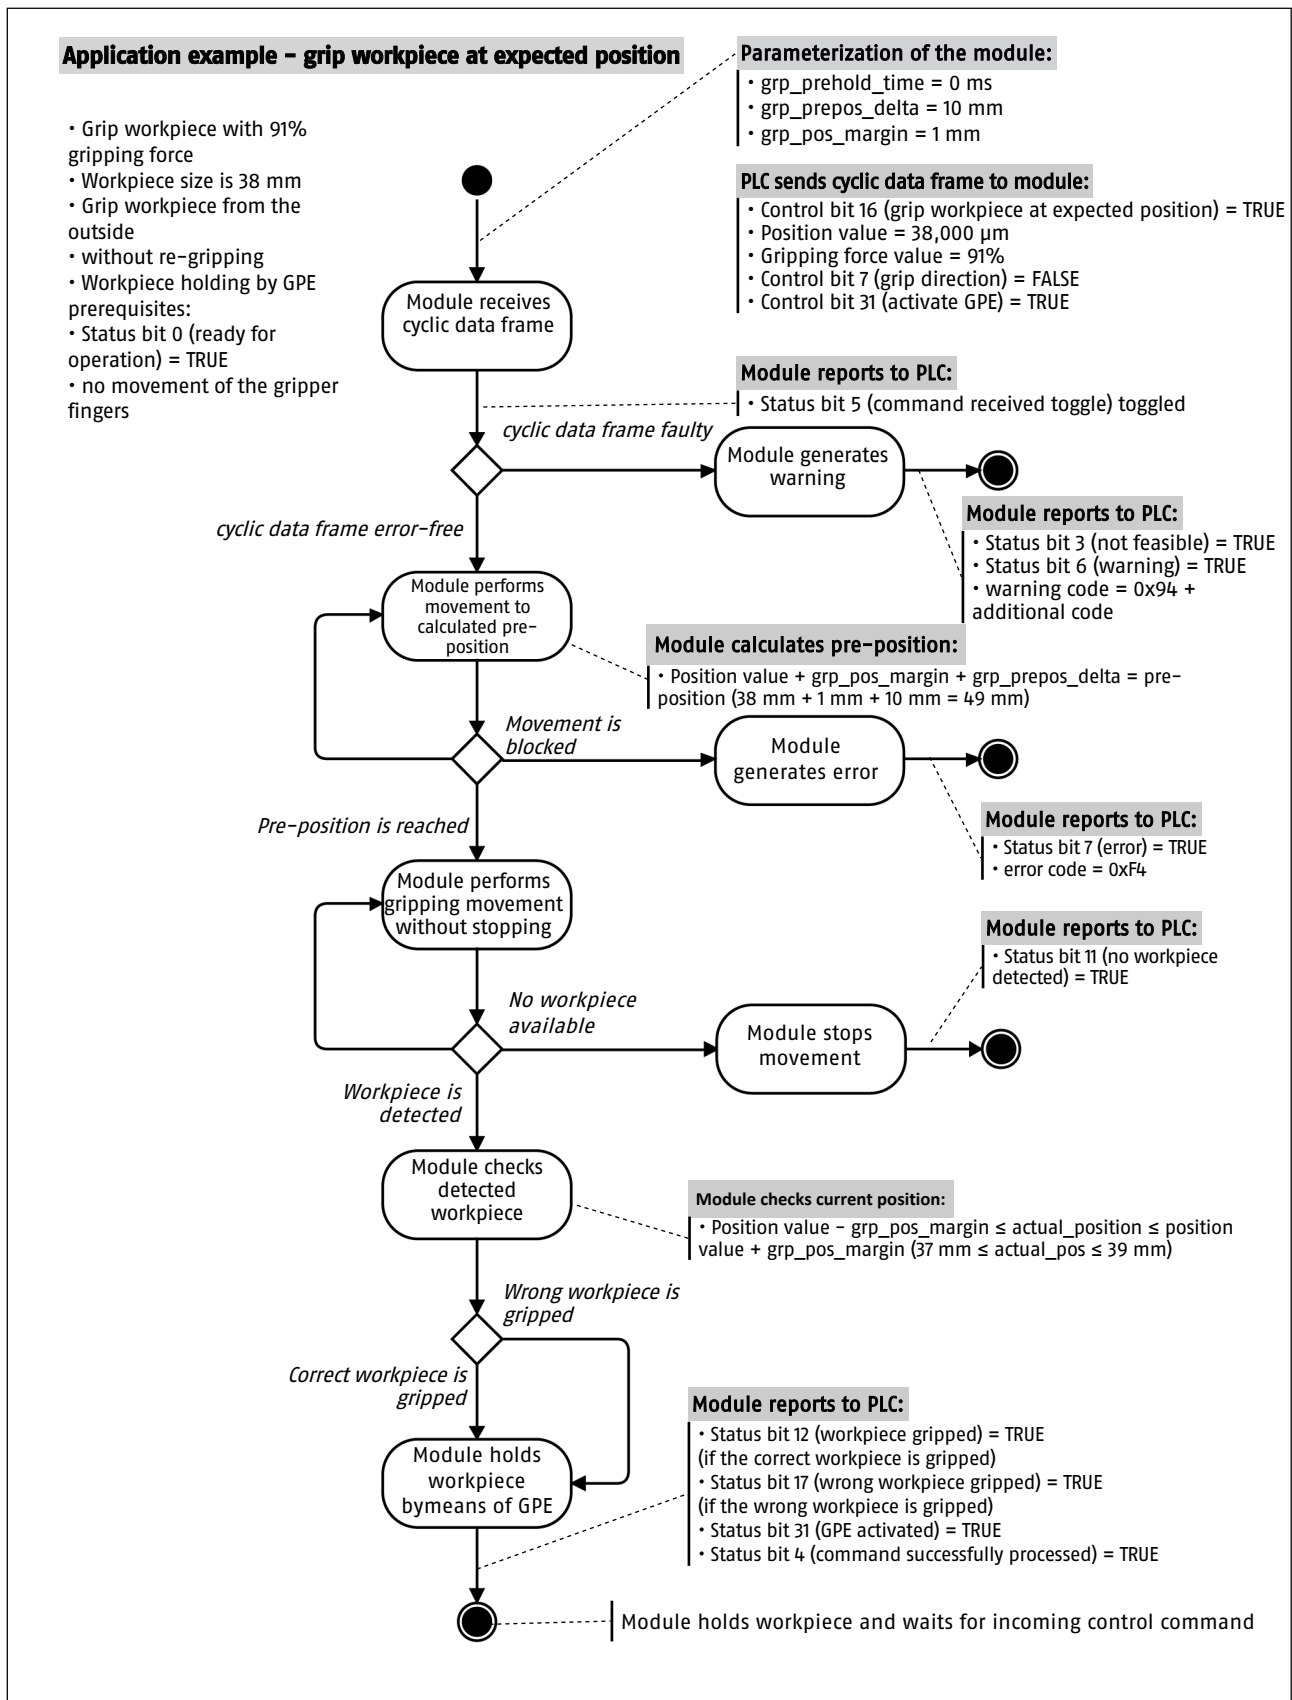 Application example – grip workpiece at expected position
• Grip workpiece with 91%
gripping force
• Workpiece size is 38 mm
• Grip workpiece from the
outside
• without re-gripping
• Workpiece holding by GPE
prerequisites:
• Status bit 0 (ready for
operation) = TRUE
• no movement of the gripper
fingers
Parameterization of the module:
• grp_prehold_time = 0 ms
• grp_prepos_delta = 10 mm
• grp_pos_margin = 1 mm
PLC sends cyclic data frame to module:
• Control bit 16 (grip workpiece at expected position) = TRUE
• Position value = 38,000 µm
• Gripping force value = 91%
• Control bit 7 (grip direction) = FALSE
• Control bit 31 (activate GPE) = TRUE
Module receives
cyclic data frame
Module reports to PLC:
• Status bit 5 (command received toggle) toggled
cyclic data frame faulty
Module generates
warning
Module reports to PLC:
• Status bit 3 (not feasible) = TRUE
• Status bit 6 (warning) = TRUE
• warning code = 0x94 +
additional code
cyclic data frame error-free
Module performs
movement to
calculated pre-
position
Module calculates pre-position:
• Position value + grp_pos_margin + grp_prepos_delta = pre-
position (38 mm + 1 mm + 10 mm = 49 mm)
Movement is
blocked
Module
generates error
Module reports to PLC:
• Status bit 7 (error) = TRUE
• error code = 0xF4
Pre-position is reached
Module performs
gripping movement
without stopping
Module reports to PLC:
• Status bit 11 (no workpiece
detected) = TRUE
No workpiece
available
Module stops
movement
Workpiece is
detected
Module checks
detected
workpiece
Module checks current position:
• Position value - grp_pos_margin ≤ actual_position ≤ position
value + grp_pos_margin (37 mm ≤ actual_pos ≤ 39 mm)
Wrong workpiece is
gripped
Correct workpiece is
gripped
Module holds
workpiece
bymeans of GPE
Module reports to PLC:
• Status bit 12 (workpiece gripped) = TRUE
(if the correct workpiece is gripped)
• Status bit 17 (wrong workpiece gripped) = TRUE
(if the wrong workpiece is gripped)
• Status bit 31 (GPE activated) = TRUE
• Status bit 4 (command successfully processed) = TRUE
Module holds workpiece and waits for incoming control command